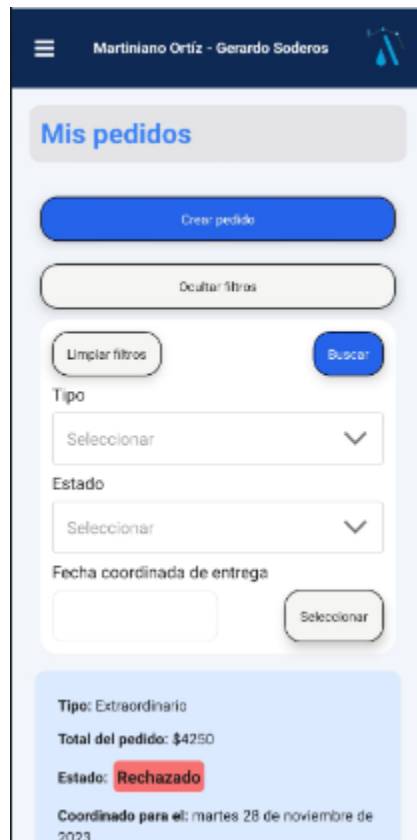 Martiniano Ortíz - Gerardo Soderos
Mis pedidos
Crear pedido
Ocultar filtros
Limpiar filtros
Buscar
Tipo
Seleccionar
Estado
Seleccionar
Fecha coordinada de entrega
Seleccionar
Tipo: Extraordinario
Total del pedido: $4250
Estado: Rechazado
Coordinado para el: martes 28 de noviembre de
2023